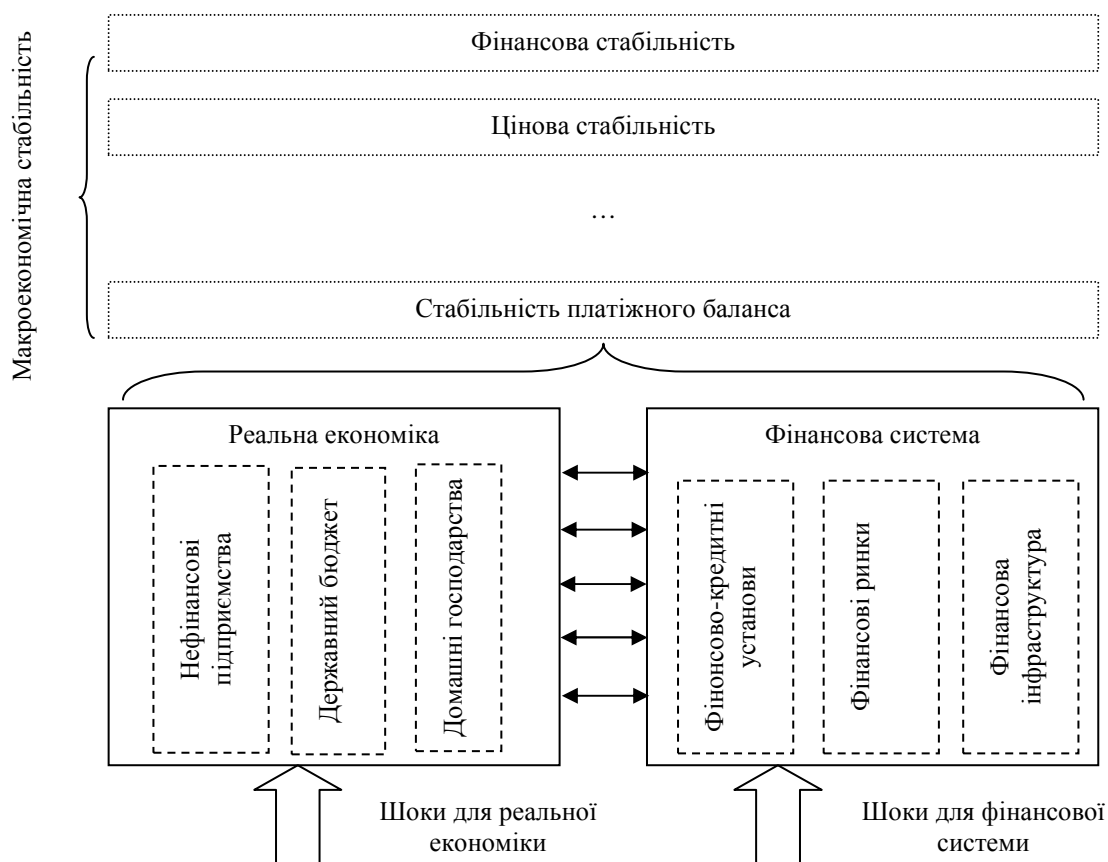 Макроекономічна стабільність
Фінансова стабільність
Цінова стабільність
…
Стабільність платіжного баланса
Реальна економіка
Нефінансові
підприємства
Державний бюджет
Домашні господарства
Фінансова система
Фінонсово-кредитні
установи
Фінансові ринки
Фінансова
інфраструктура
Шоки для реальної
економіки
Шоки для фінансової
системи